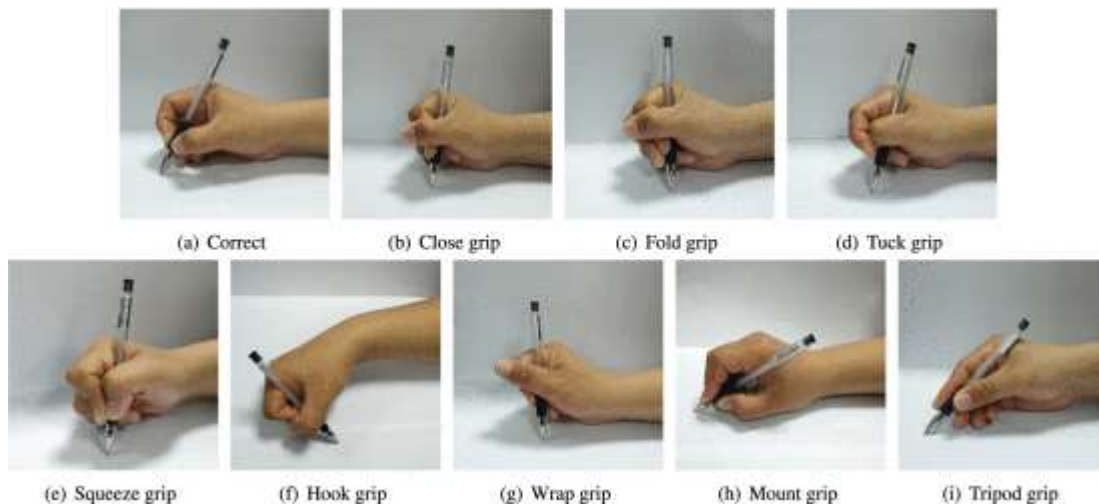 (a) Correct
(b) Close grip
(c) Fold grip
(d) Tuck grip
(e) Squeeze grip
(f) Hook grip
(g) Wrap grip
(h) Mount grip
(i) Tripod grip